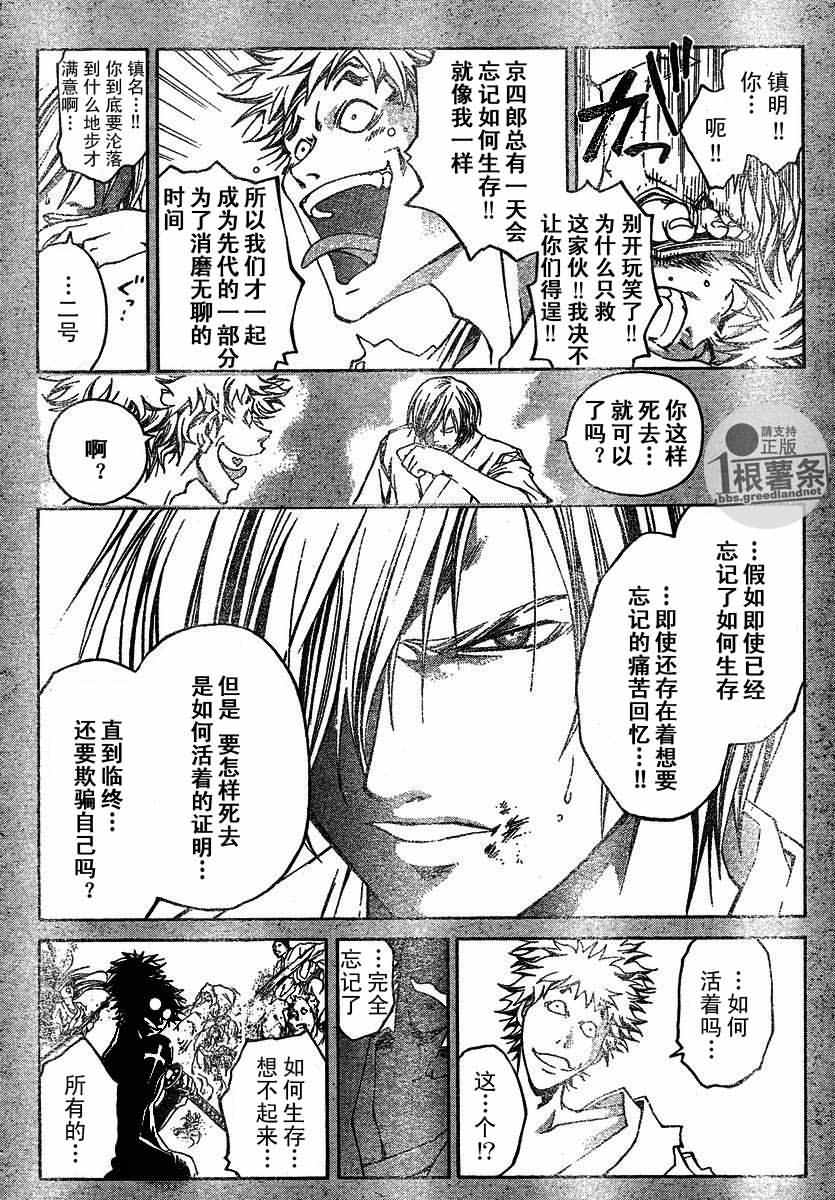 镇明…!!
你…
呃!!
别开玩笑了!!
为什么只救
这家伙!!我决不
让你们得逞!!
京四郎总有一天会
忘记如何生存!!
就像我一样
所以我们才一起
成为先代的一部分
为了消磨无聊的
时间
镇名…!!
你到底要沦落
到什么地步才
满意啊…
…二号
你这样
死去…
就可以
了吗?
啊?
請支持
正版
1根薯条
bbs.greedland.net
…假如即使已经
忘记了如何生存
…即使还存在着想要
忘记的痛苦回忆…!!
但是 要怎样死去
是如何活着的证明…
直到临终…
还要欺骗自己吗?
…如何
活着吗…
这…个!?
…完全
忘记了
如何生存…
想不起来…
所有的…